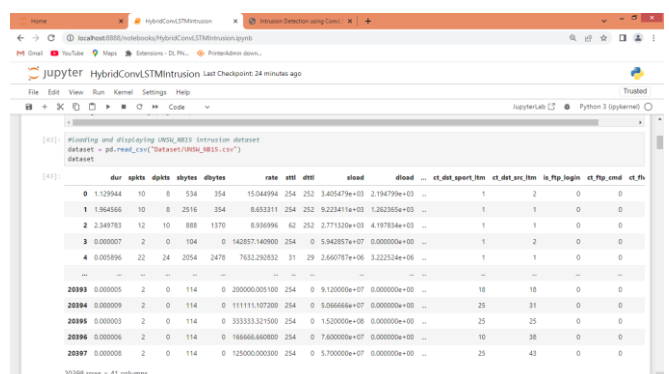 Home
HybridConvLSTMIntrusion
Intrusion Detection using ConvL
localhost:8888/notebooks/HybridConvLSTMIntrusion.ipynb
Gmail YouTube Maps Extensions - DL Phi... PrinterAdmin down...
jupyter HybridConvLSTMIntrusion Last Checkpoint: 24 minutes ago
File Edit View Run Kernel Settings Help Trusted
Code JupyterLab Python 3 (ipykernel)
[43]: #loading and displaying UNSW_NB15 intrusion dataset
dataset = pd.read_csv("Dataset/UNSW_NB15.csv")
dataset
[43]:
dur spkts dpkts sbytes dbytes rate sttl dttl sload dload ... ct_dst_sport_ltm ct_dst_src_ltm is_ftp_login ct_ftp_cmd ct_fl
0 1.129944 10 8 534 354 15.044994 254 252 3.405479e+03 2.194799e+03 ... 1 2 0 0
1 1.964566 10 8 2516 354 8.653311 254 252 9.223411e+03 1.262365e+03 ... 1 1 0 0
2 2.349783 12 10 888 1370 8.936996 62 252 2.771320e+03 4.197834e+03 ... 1 1 0 0
3 0.000007 2 0 104 0 142857.140900 254 0 5.942857e+07 0.000000e+00 ... 1 2 0 0
4 0.005896 22 24 2054 2478 7632.292832 31 29 2.660787e+06 3.222524e+06 ... 1 1 0 0
... ... ... ... ... ... ... ... ... ... ... ... ... ... ... ...
20393 0.000005 2 0 114 0 200000.005100 254 0 9.120000e+07 0.000000e+00 ... 18 18 0 0
20394 0.000009 2 0 114 0 111111.107200 254 0 5.066666e+07 0.000000e+00 ... 25 31 0 0
20395 0.000003 2 0 114 0 333333.321500 254 0 1.520000e+08 0.000000e+00 ... 25 25 0 0
20396 0.000006 2 0 114 0 166666.660800 254 0 7.600000e+07 0.000000e+00 ... 10 38 0 0
20397 0.000008 2 0 114 0 125000.000300 254 0 5.700000e+07 0.000000e+00 ... 25 43 0 0
20398 rows × 41 columns